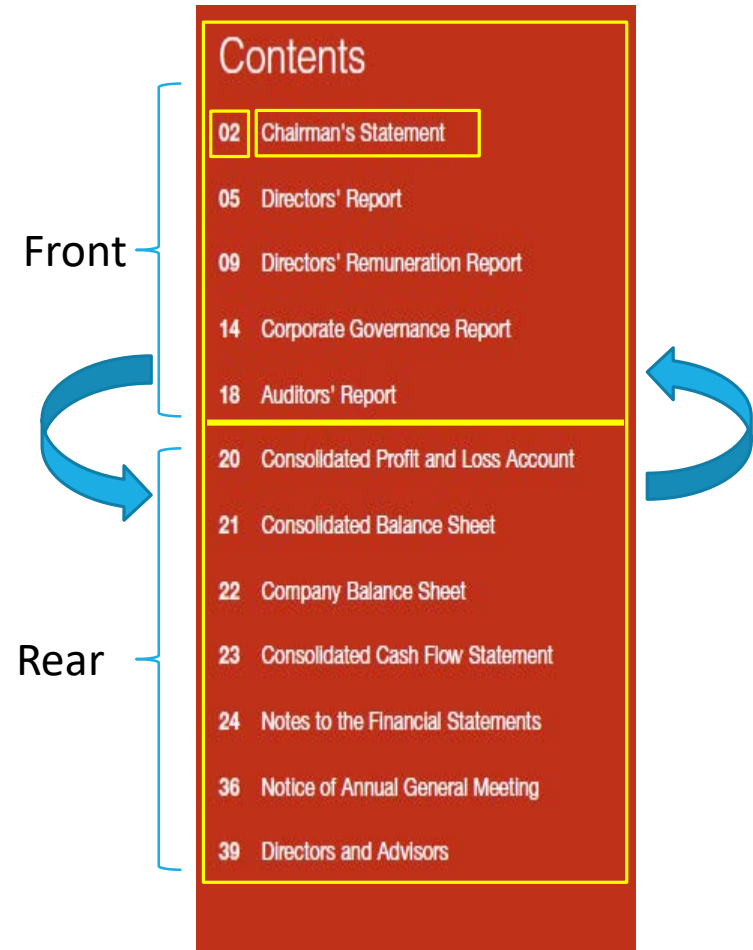 Contents
02 Chairman's Statement
05 Directors' Report
Front
09 Directors' Remuneration Report
14 Corporate Governance Report
18 Auditors' Report
20 Consolidated Profit and Loss Account
21 Consolidated Balance Sheet
22 Company Balance Sheet
Rear
23 Consolidated Cash Flow Statement
24 Notes to the Financial Statements
36 Notice of Annual General Meeting
39 Directors and Advisors